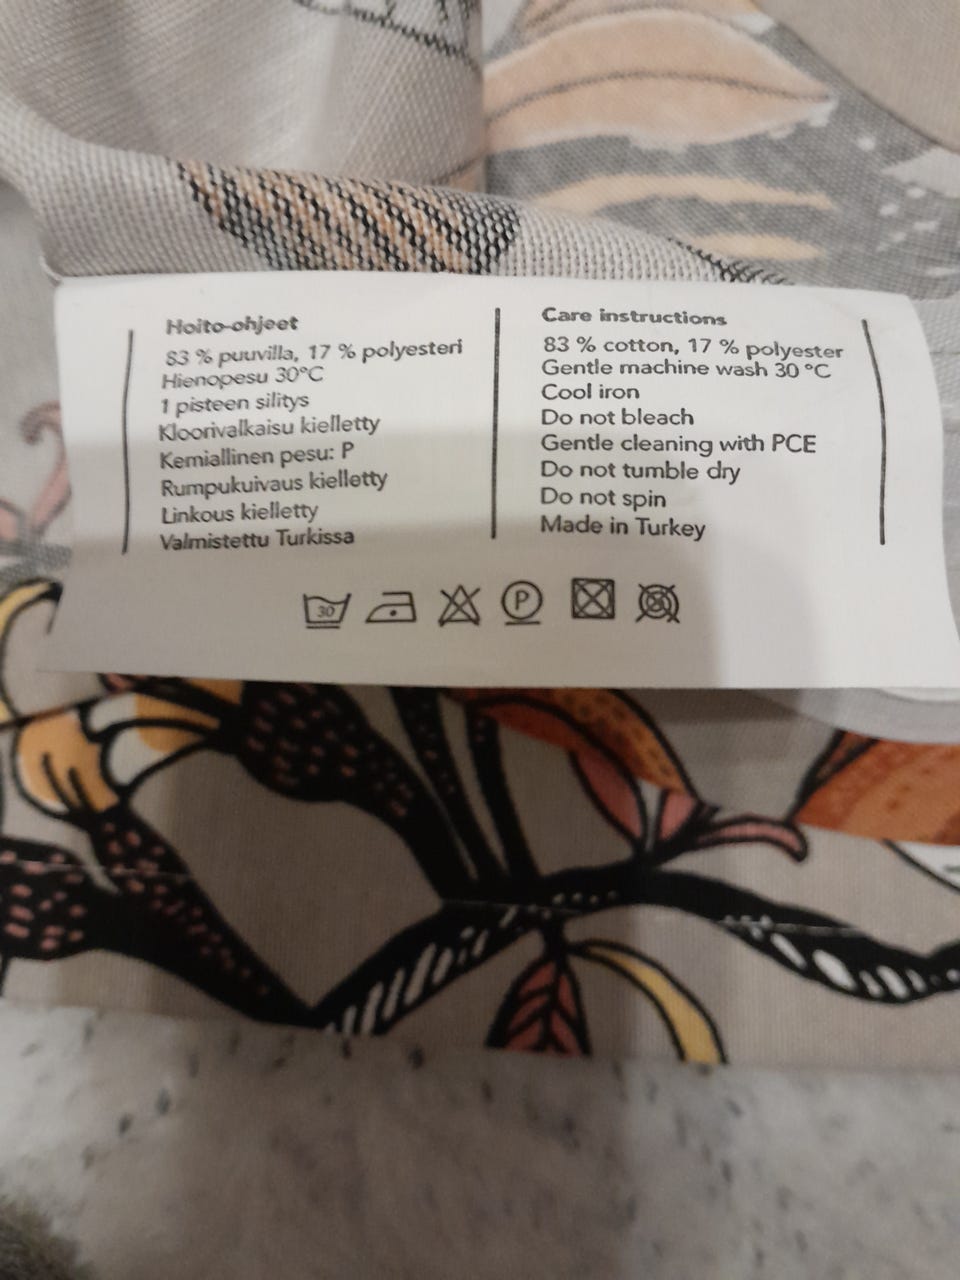 Hoito-ohjeet
83 % puuvilla, 17 % polyesteri
Hienopesu 30°C
1 pisteen silitys
Kloorivalkaisu kielletty
Kemiallinen pesu: P
Rumpukuivaus kielletty
Linkous kielletty
Valmistettu Turkissa
Care instructions
83 % cotton, 17 % polyester
Gentle machine wash 30 °C
Cool iron
Do not bleach
Gentle cleaning with PCE
Do not tumble dry
Do not spin
Made in Turkey
30 P